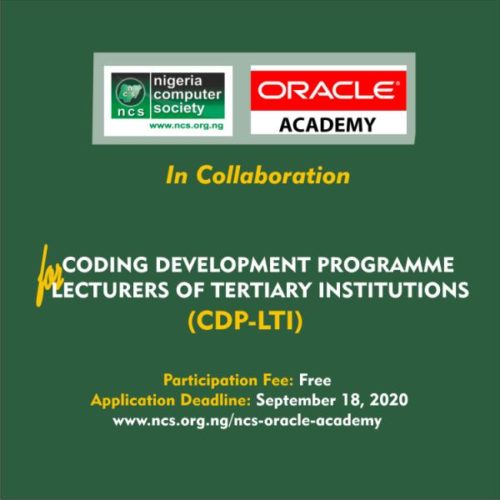 nigeria
computer
society
ncs
www.ncs.org.ng
ORACLE®
ACADEMY
In Collaboration
CODING DEVELOPMENT PROGRAMME
for
LECTURERS OF TERTIARY INSTITUTIONS
(CDP-LTI)
Participation Fee: Free
Application Deadline: September 18, 2020
www.ncs.org.ng/ncs-oracle-academy